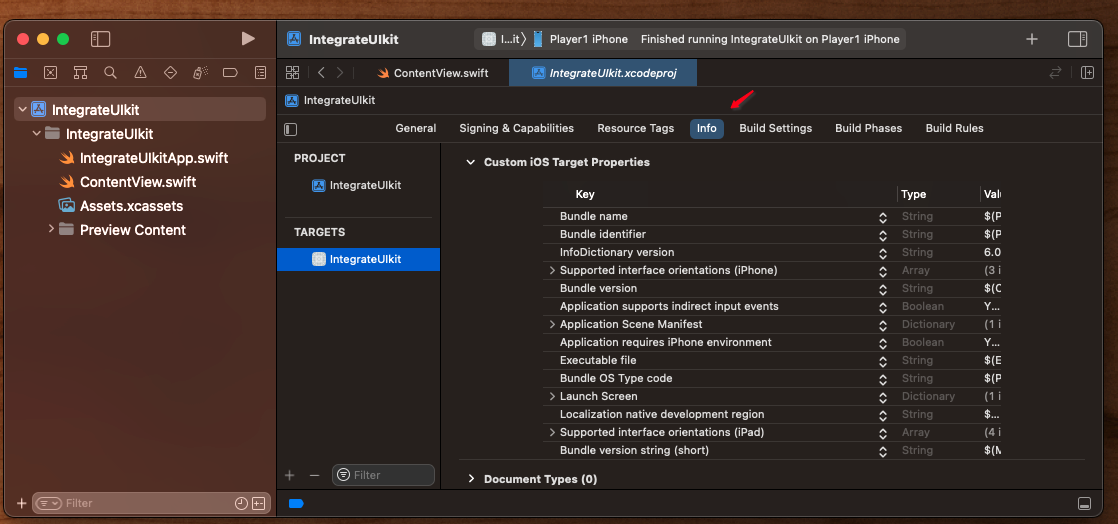 IntegrateUIkit
I...it〉 Player1 iPhone Finished running IntegrateUIkit on Player1 iPhone
ContentView.swift
IntegrateUIkit.xcodeproj
IntegrateUIkit
IntegrateUIkit
IntegrateUIkit
IntegrateUIkitApp.swift
ContentView.swift
Assets.xcassets
Preview Content
Filter
General Signing & Capabilities Resource Tags Info Build Settings Build Phases Build Rules
PROJECT
IntegrateUIkit
TARGETS
IntegrateUIkit
Filter
Custom iOS Target Properties
Key Type Val
Bundle name String $(P
Bundle identifier String $(P
InfoDictionary version String 6.0
Supported interface orientations (iPhone) Array (3 i
Bundle version String $(C
Application supports indirect input events Boolean Y...
Application Scene Manifest Dictionary (1 i
Application requires iPhone environment Boolean Y...
Executable file String $(E
Bundle OS Type code String $(P
Launch Screen Dictionary (1 i
Localization native development region String $...
Supported interface orientations (iPad) Array (4 i
Bundle version string (short) String $(M
Document Types (0)